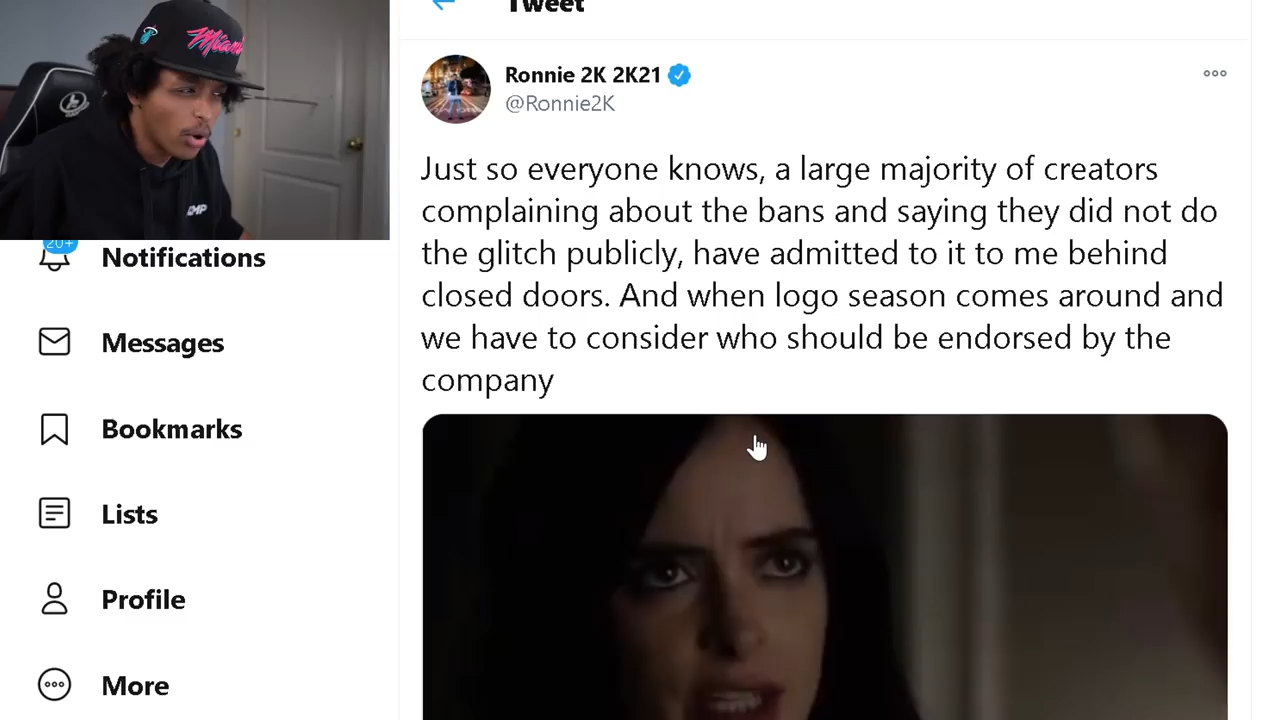 Miami
Tweet
Ronnie 2K 2K21
@Ronnie2K
Just so everyone knows, a large majority of creators
complaining about the bans and saying they did not do
the glitch publicly, have admitted to it to me behind
closed doors. And when logo season comes around and
we have to consider who should be endorsed by the
company
20+
Notifications
Messages
Bookmarks
Lists
Profile
More